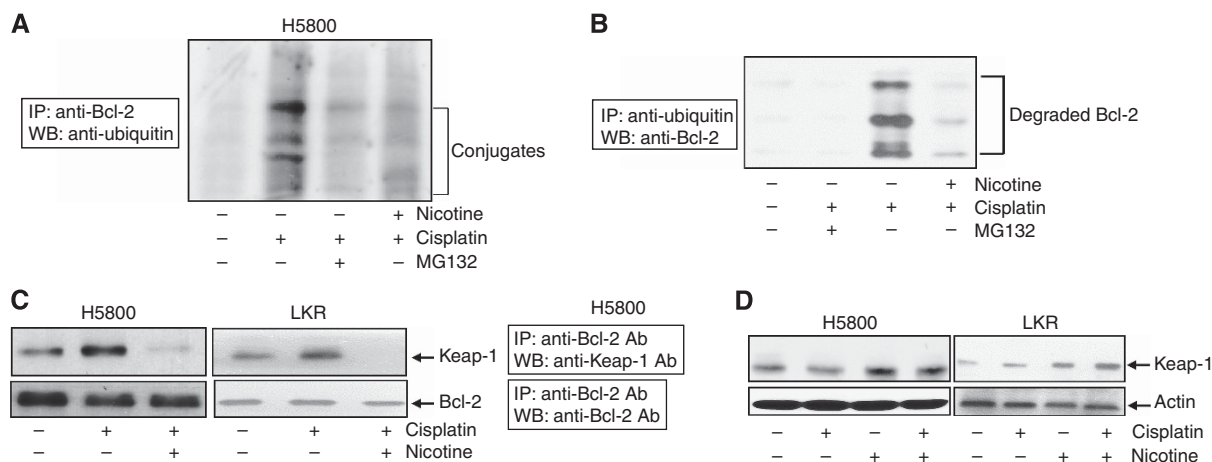 A
H5800
IP: anti-Bcl-2
WB: anti-ubiquitin
Conjugates
– – – + Nicotine
– + + + Cisplatin
– – + – MG132
B
IP: anti-ubiquitin
WB: anti-Bcl-2
Degraded Bcl-2
– – – + Nicotine
– + + + Cisplatin
– + – – MG132
C
H5800
LKR
Keap-1
Bcl-2
– + + – + + Cisplatin
– – + – – + Nicotine
H5800
IP: anti-Bcl-2 Ab
WB: anti-Keap-1 Ab
IP: anti-Bcl-2 Ab
WB: anti-Bcl-2 Ab
D
H5800
LKR
Keap-1
Actin
– + – + – + – + Cisplatin
– – + + – – + + Nicotine